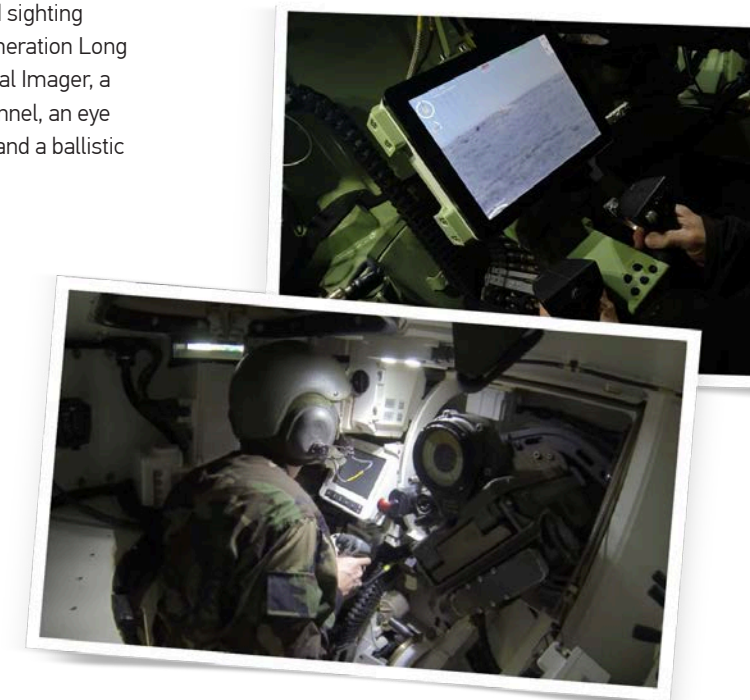 sighting
neration Long
al Imager, a
nnel, an eye
and a ballistic